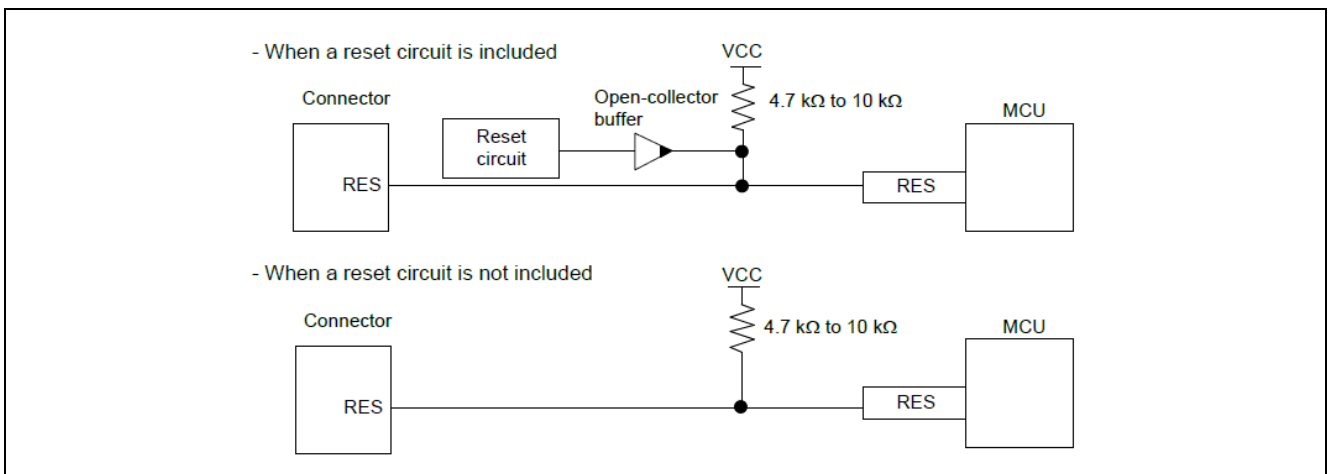 - When a reset circuit is included
VCC
Connector
Open-collector
buffer
4.7 kΩ to 10 kΩ
MCU
Reset
circuit
RES
RES
- When a reset circuit is not included
VCC
Connector
4.7 kΩ to 10 kΩ
MCU
RES
RES